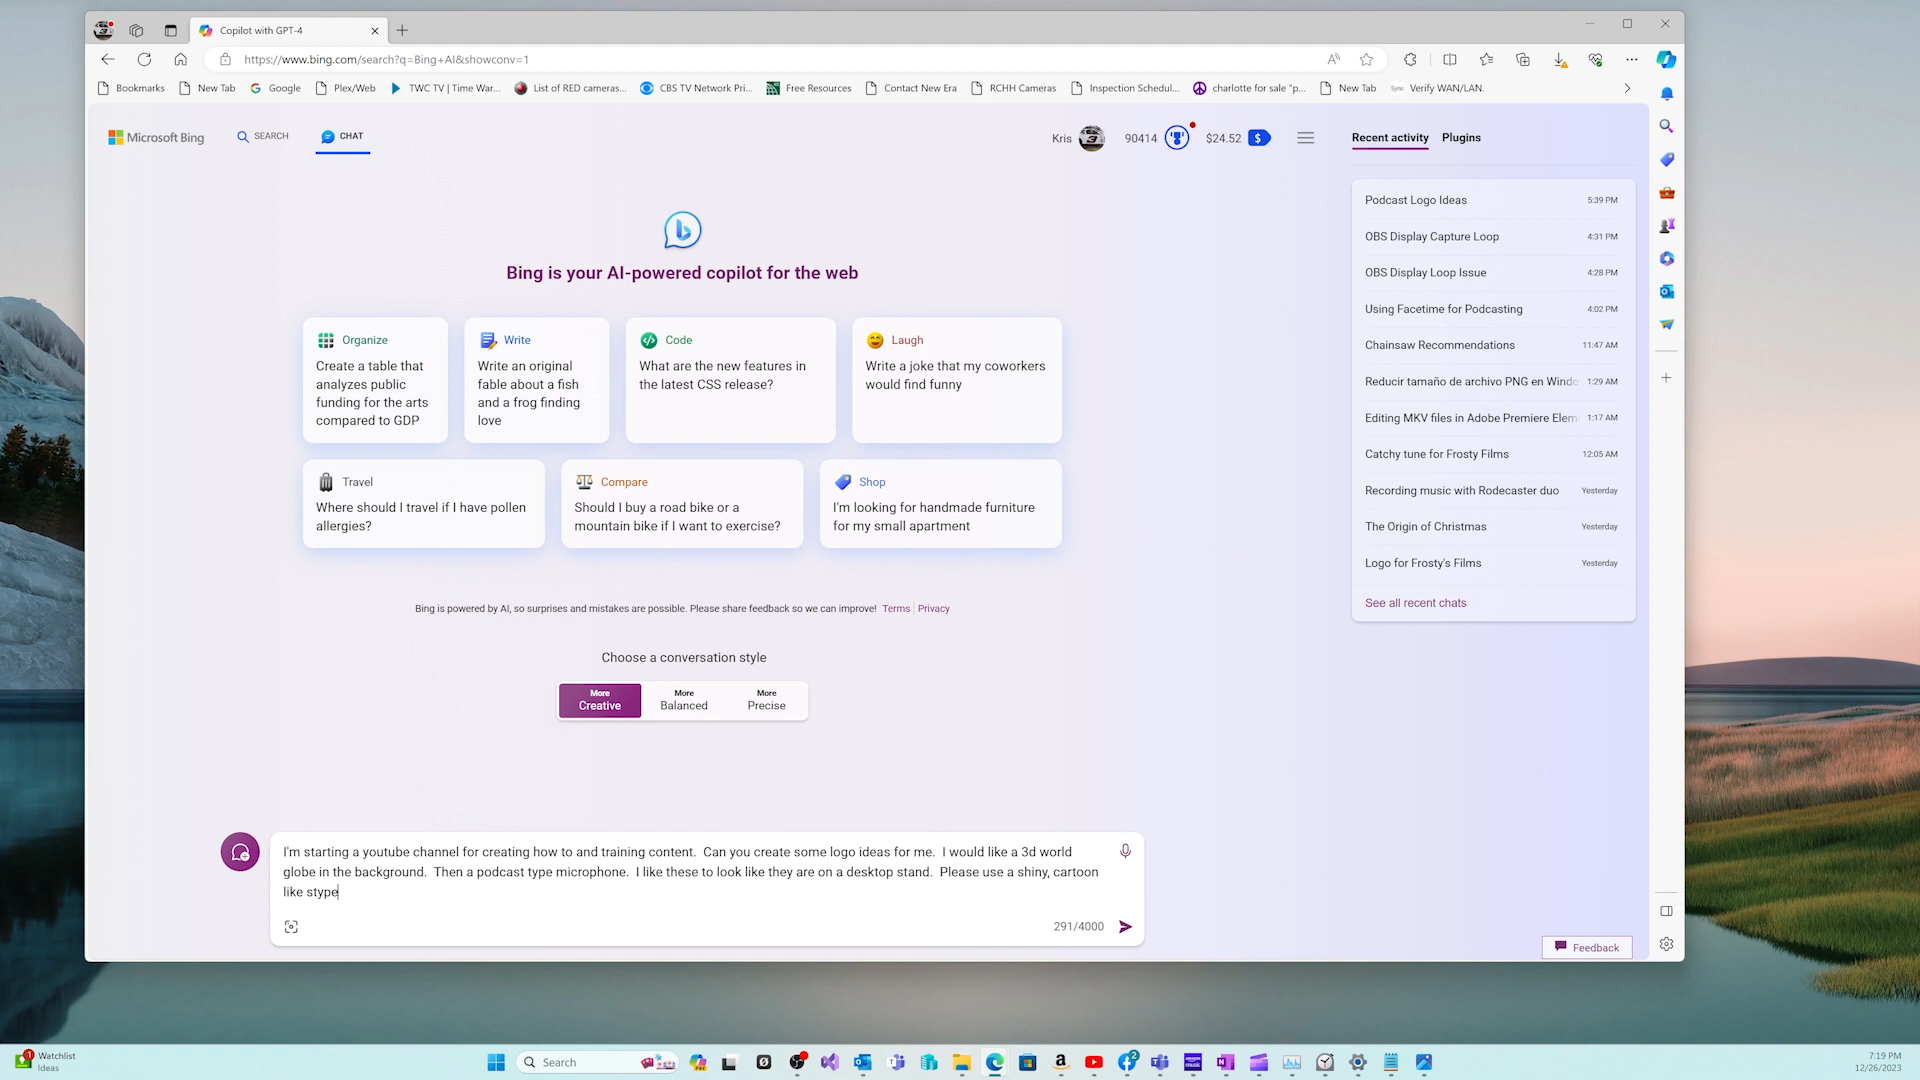 Copilot with GPT-4
https://www.bing.com/search?q=Bing+AI&showconv=1
Bookmarks
New Tab
Google
Plex/Web
TWC TV | Time War...
List of RED cameras...
CBS TV Network Pri...
Free Resources
Contact New Era
RCHH Cameras
Inspection Schedul...
charlotte for sale "p...
New Tab
Verify WAN/LAN.
Microsoft Bing
SEARCH
CHAT
Kris
90414
$24.52
Recent activity
Plugins
Bing is your AI-powered copilot for the web
Organize
Create a table that
analyzes public
funding for the arts
compared to GDP
Write
Write an original
fable about a fish
and a frog finding
love
Code
What are the new features in
the latest CSS release?
Laugh
Write a joke that my coworkers
would find funny
Travel
Where should I travel if I have pollen
allergies?
Compare
Should I buy a road bike or a
mountain bike if I want to exercise?
Shop
I'm looking for handmade furniture
for my small apartment
Bing is powered by AI, so surprises and mistakes are possible. Please share feedback so we can improve! Terms | Privacy
Choose a conversation style
More Creative
More Balanced
More Precise
I'm starting a youtube channel for creating how to and training content.  Can you create some logo ideas for me.  I would like a 3d world
globe in the background.  Then a podcast type microphone.  I like these to look like they are on a desktop stand.  Please use a shiny, cartoon
like stype
291/4000
Podcast Logo Ideas 5:39 PM
OBS Display Capture Loop 4:31 PM
OBS Display Loop Issue 4:28 PM
Using Facetime for Podcasting 4:02 PM
Chainsaw Recommendations 11:47 AM
Reducir tamaño de archivo PNG en Windo 1:29 AM
Editing MKV files in Adobe Premiere Elem 1:17 AM
Catchy tune for Frosty Films 12:05 AM
Recording music with Rodecaster duo Yesterday
The Origin of Christmas Yesterday
Logo for Frosty's Films Yesterday
See all recent chats
Feedback
Watchlist
Ideas
Search
7:19 PM
12/26/2023